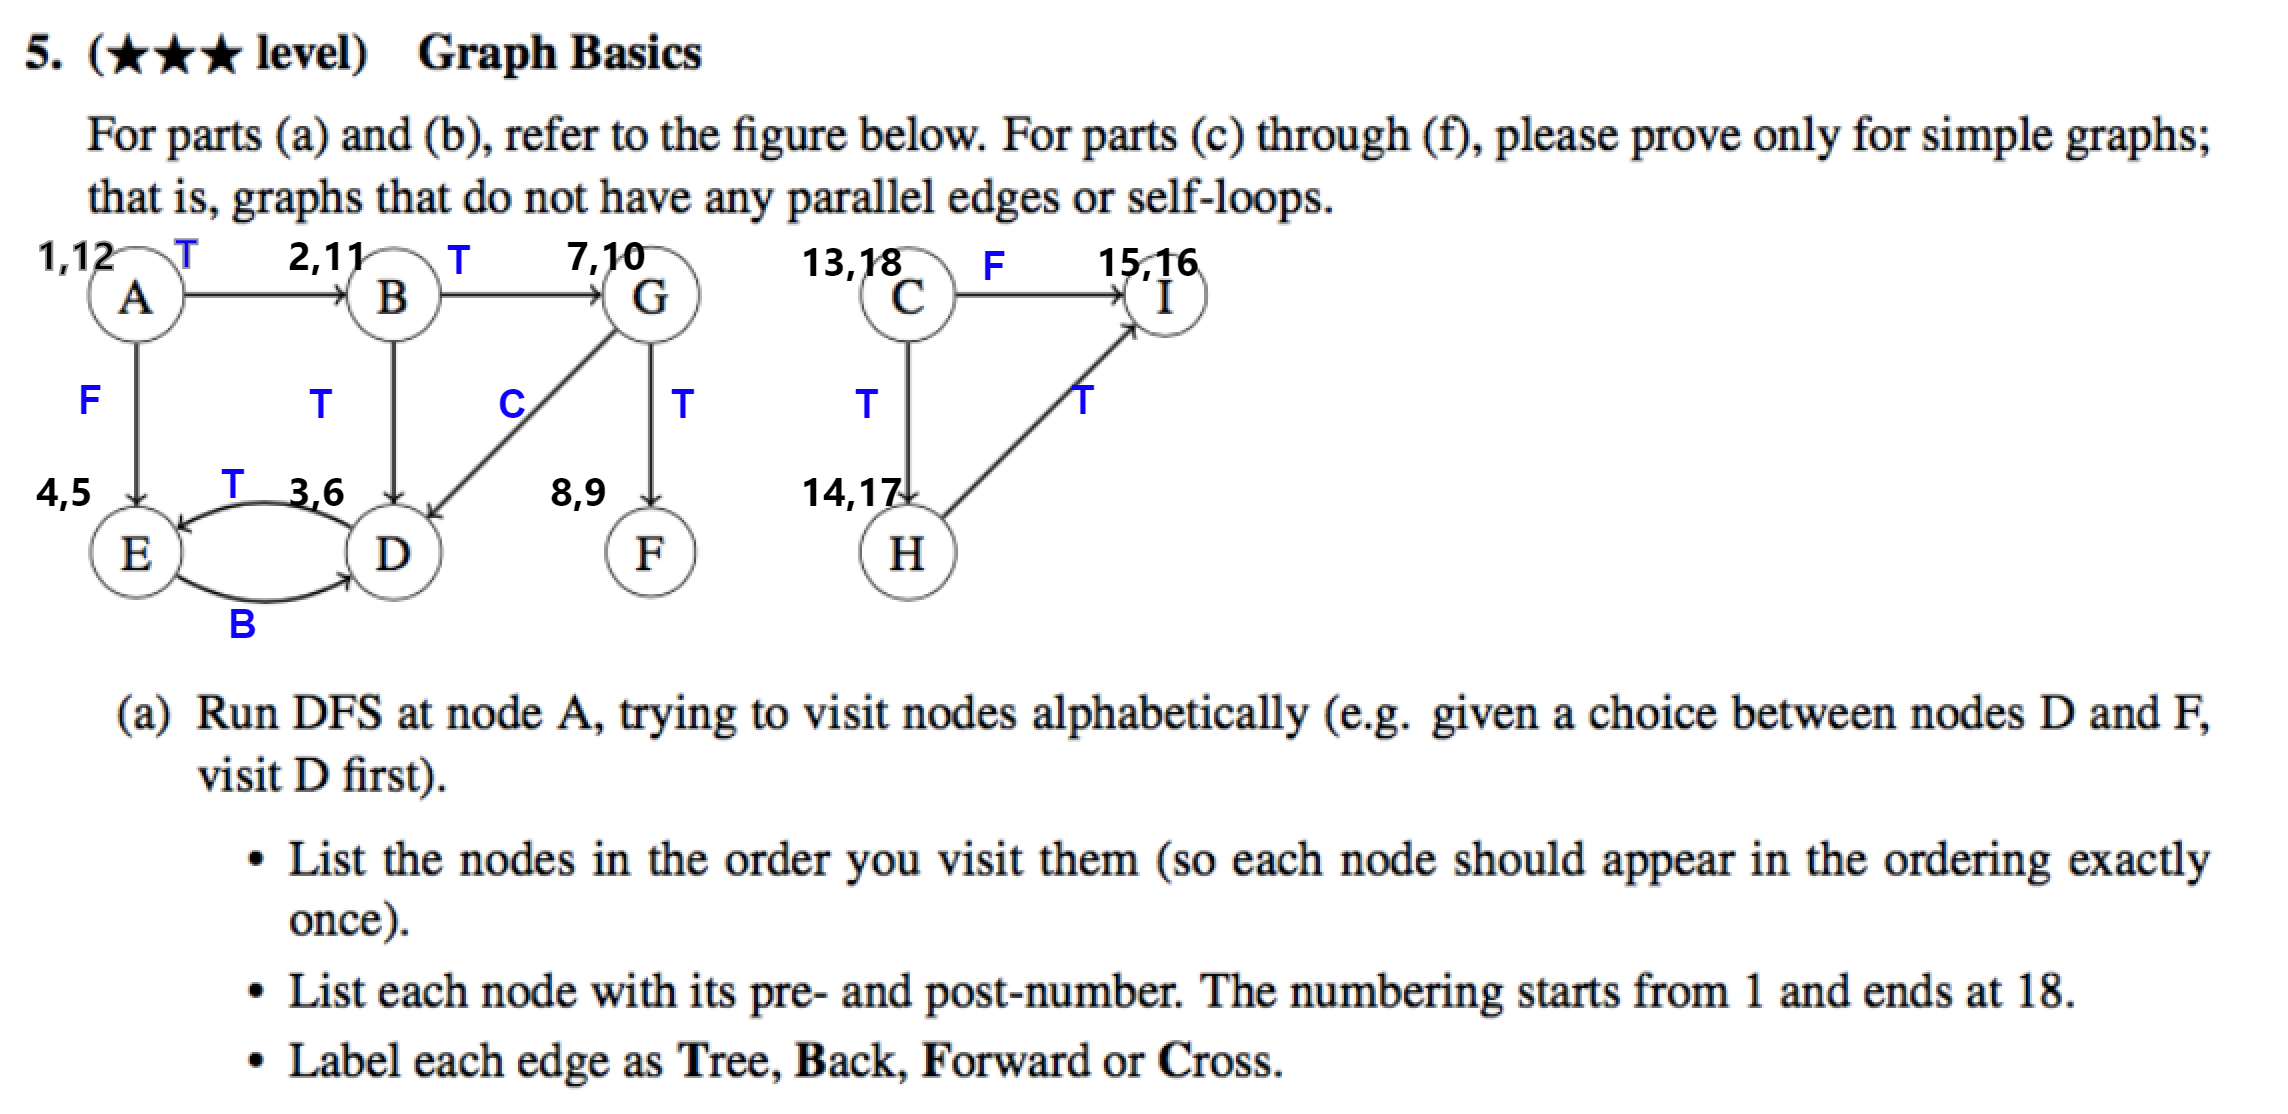 5. (★★★ level) Graph Basics
For parts (a) and (b), refer to the figure below. For parts (c) through (f), please prove only for simple graphs;
that is, graphs that do not have any parallel edges or self-loops.
1,12 T 2,11 T 7,10 13,18 F 15,16
A B G C I
F T C T T T
4,5 T 3,6 8,9 14,17
E D F H
B
(a) Run DFS at node A, trying to visit nodes alphabetically (e.g. given a choice between nodes D and F,
visit D first).
• List the nodes in the order you visit them (so each node should appear in the ordering exactly
once).
• List each node with its pre- and post-number. The numbering starts from 1 and ends at 18.
• Label each edge as Tree, Back, Forward or Cross.